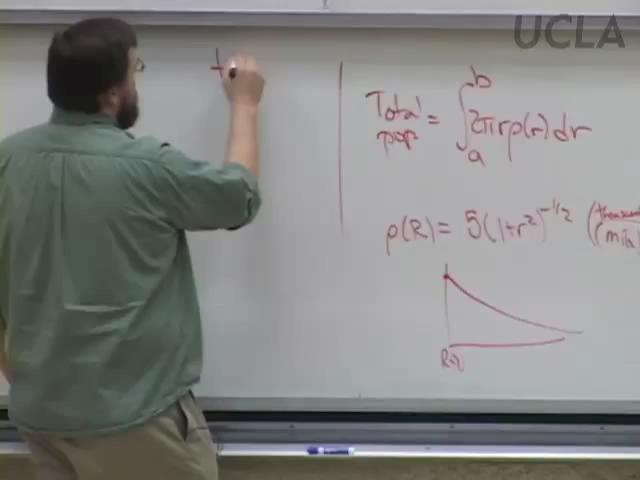 UCLA
Total pop = ∫_a^b 2πrρ(r)dr
ρ(R) = 5(1+r²)^{-1/2}
R=0